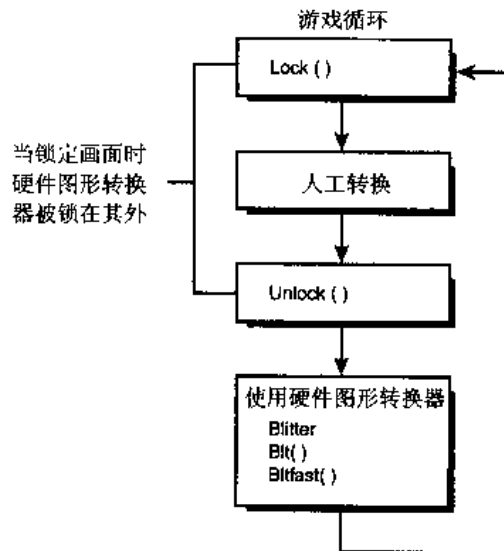 游戏循环
Lock ( )
当锁定画面时
硬件图形转换
器被锁在其外
人工转换
Unlock ( )
使用硬件图形转换器
Blitter
Blt( )
Bltfast( )